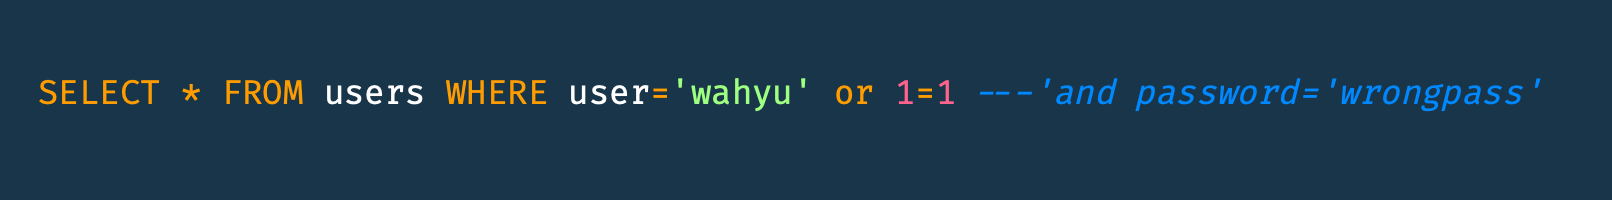 SELECT * FROM users WHERE user='wahyu' or 1=1 ---'and password='wrongpass'